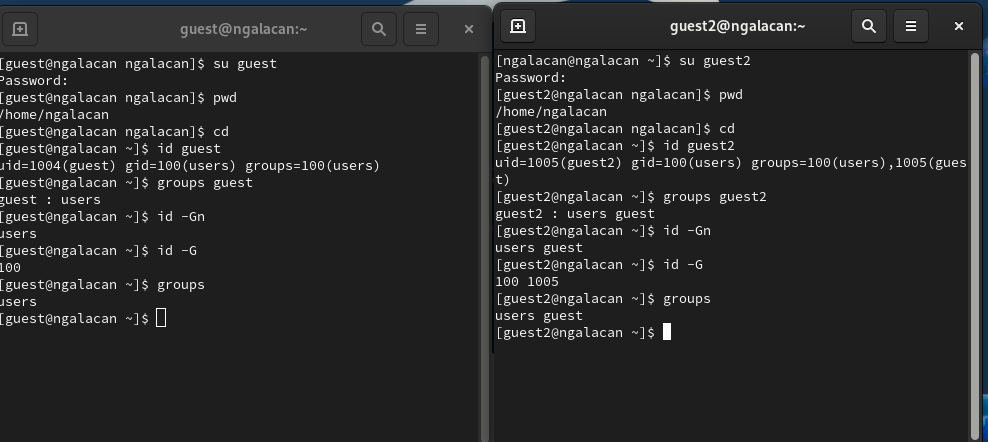 guest@ngalacan:~
[guest@ngalacan ngalacan]$ su guest
Password:
[guest@ngalacan ngalacan]$ pwd
/home/ngalacan
[guest@ngalacan ngalacan]$ cd
[guest@ngalacan ~]$ id guest
uid=1004(guest) gid=100(users) groups=100(users)
[guest@ngalacan ~]$ groups guest
guest : users
[guest@ngalacan ~]$ id -Gn
users
[guest@ngalacan ~]$ id -G
100
[guest@ngalacan ~]$ groups
users
[guest@ngalacan ~]$
guest2@ngalacan:~
[ngalacan@ngalacan ~]$ su guest2
Password:
[guest2@ngalacan ngalacan]$ pwd
/home/ngalacan
[guest2@ngalacan ngalacan]$ cd
[guest2@ngalacan ~]$ id guest2
uid=1005(guest2) gid=100(users) groups=100(users),1005(gues
t)
[guest2@ngalacan ~]$ groups guest2
guest2 : users guest
[guest2@ngalacan ~]$ id -Gn
users guest
[guest2@ngalacan ~]$ id -G
100 1005
[guest2@ngalacan ~]$ groups
users guest
[guest2@ngalacan ~]$